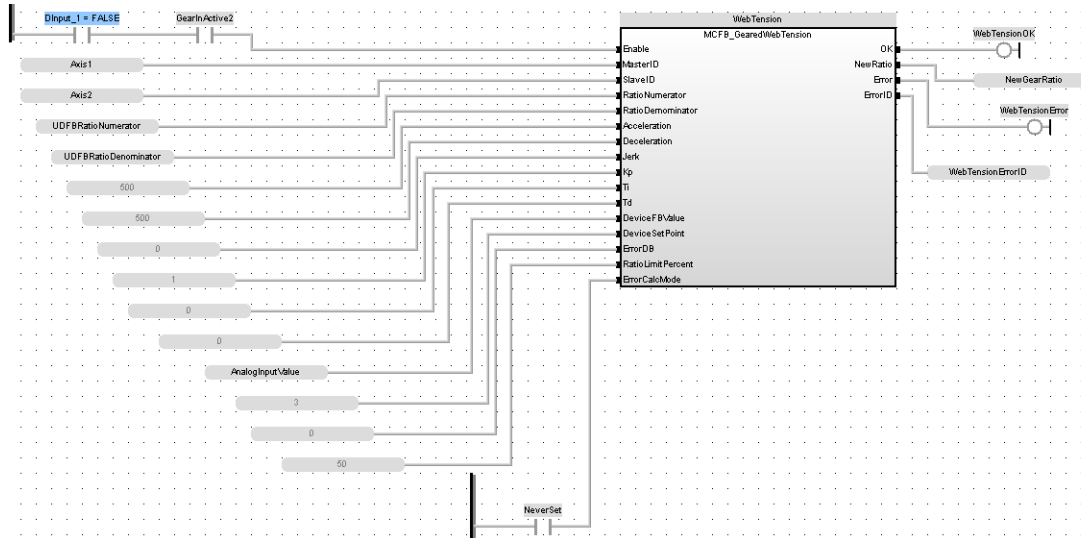 DInput_1 = FALSE
GearInActive2
WebTension
MCFB_GearedWebTension
Enable
OK
WebTensionOK
Axis1
MasterID
NewRatio
NewGearRatio
Axis2
SlaveID
Error
WebTensionError
RatioNumerator
ErrorID
UDFBRatioNumerator
RatioDenominator
UDFBRatioDenominator
Acceleration
Deceleration
Jerk
WebTensionErrorID
Kp
500
Ti
Td
500
DeviceFBValue
DeviceSetPoint
0
ErrorDB
RatioLimitPercent
1
ErrorCalcMode
0
0
AnalogInputValue
3
0
50
NeverSet